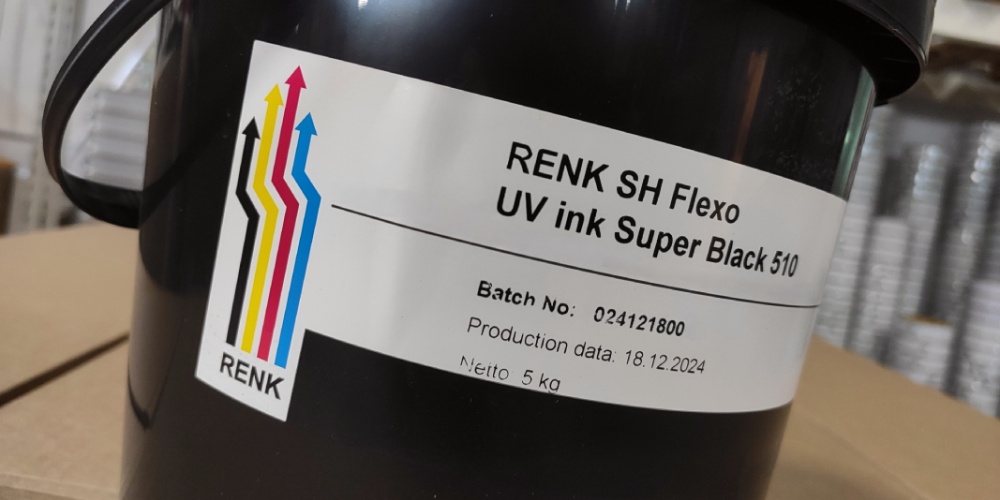 RENK SH Flexo
UV ink Super Black 510
Batch No: 024121800
Production data: 18.12.2024
Netto 5 kg
RENK